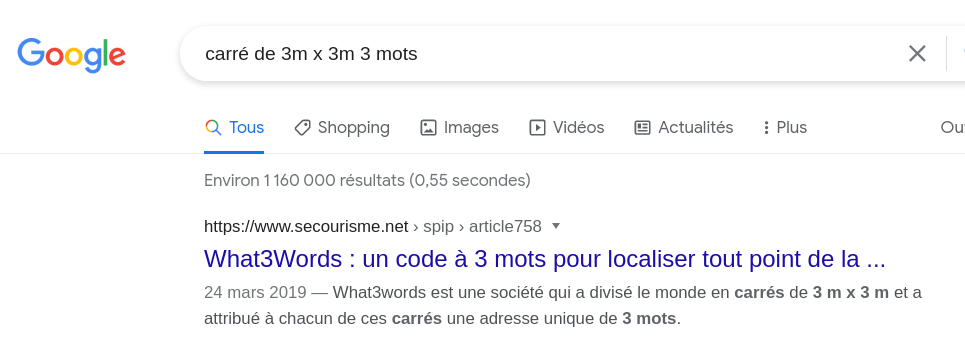 Google
carré de 3m x 3m 3 mots
Tous Shopping Images Vidéos Actualités Plus
Environ 1 160 000 résultats (0,55 secondes)
https://www.secourisme.net › spip › article758
What3Words : un code à 3 mots pour localiser tout point de la ...
24 mars 2019 — What3words est une société qui a divisé le monde en carrés de 3 m x 3 m et a
attribué à chacun de ces carrés une adresse unique de 3 mots.